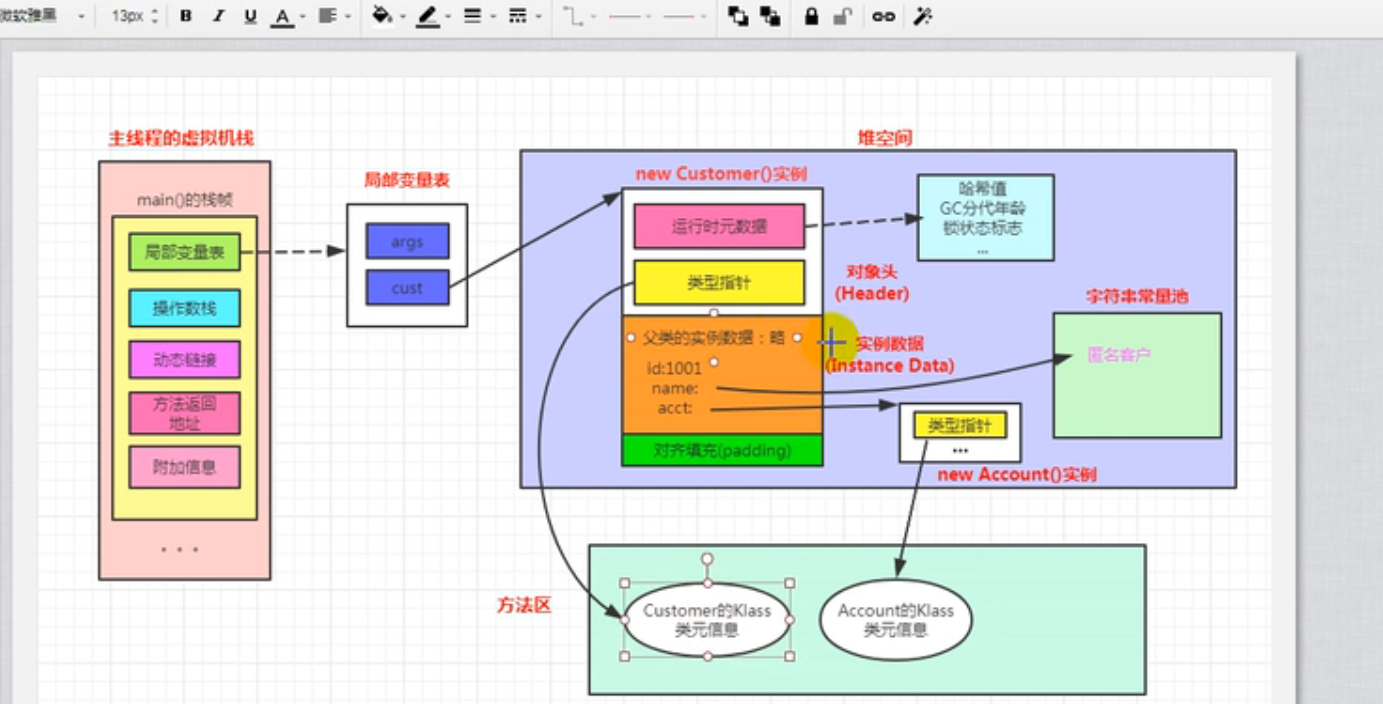 微软雅黑
13px
B I U A
主线程的虚拟机栈
main()的栈帧
局部变量表
操作数栈
动态链接
方法返回
地址
附加信息
...
局部变量表
args
cust
堆空间
new Customer()实例
运行时元数据
类型指针
哈希值
GC分代年龄
锁状态标志
...
对象头
(Header)
父类的实例数据：略
id:1001
name:
acct:
实例数据
(Instance Data)
对齐填充(padding)
字符串常量池
匿名客户
类型指针
...
new Account()实例
方法区
Customer的Klass
类元信息
Account的Klass
类元信息